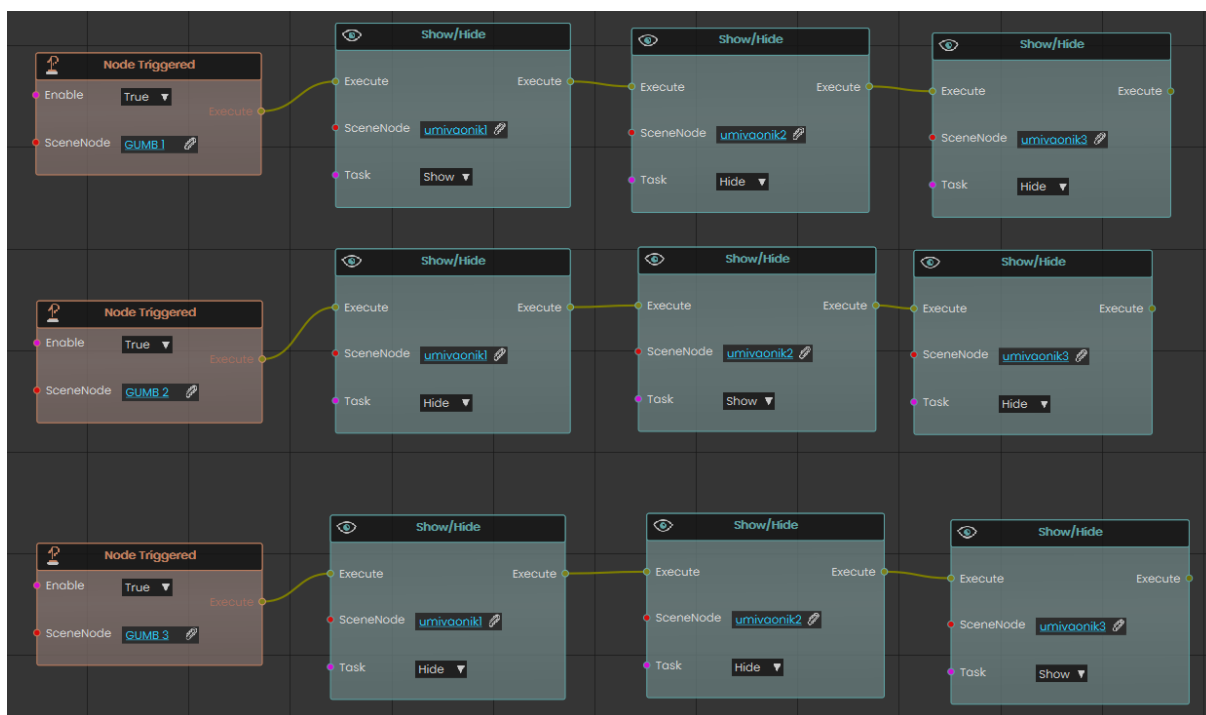 Node Triggered
Enable True
Execute
SceneNode GUMB 1
Show/Hide
Execute Execute
SceneNode umivaonik1
Task Show
Show/Hide
Execute Execute
SceneNode umivaonik2
Task Hide
Show/Hide
Execute Execute
SceneNode umivaonik3
Task Hide
Node Triggered
Enable True
Execute
SceneNode GUMB 2
Show/Hide
Execute Execute
SceneNode umivaonik1
Task Hide
Show/Hide
Execute Execute
SceneNode umivaonik2
Task Show
Show/Hide
Execute Execute
SceneNode umivaonik3
Task Hide
Node Triggered
Enable True
Execute
SceneNode GUMB 3
Show/Hide
Execute Execute
SceneNode umivaonik1
Task Hide
Show/Hide
Execute Execute
SceneNode umivaonik2
Task Hide
Show/Hide
Execute Execute
SceneNode umivaonik3
Task Show